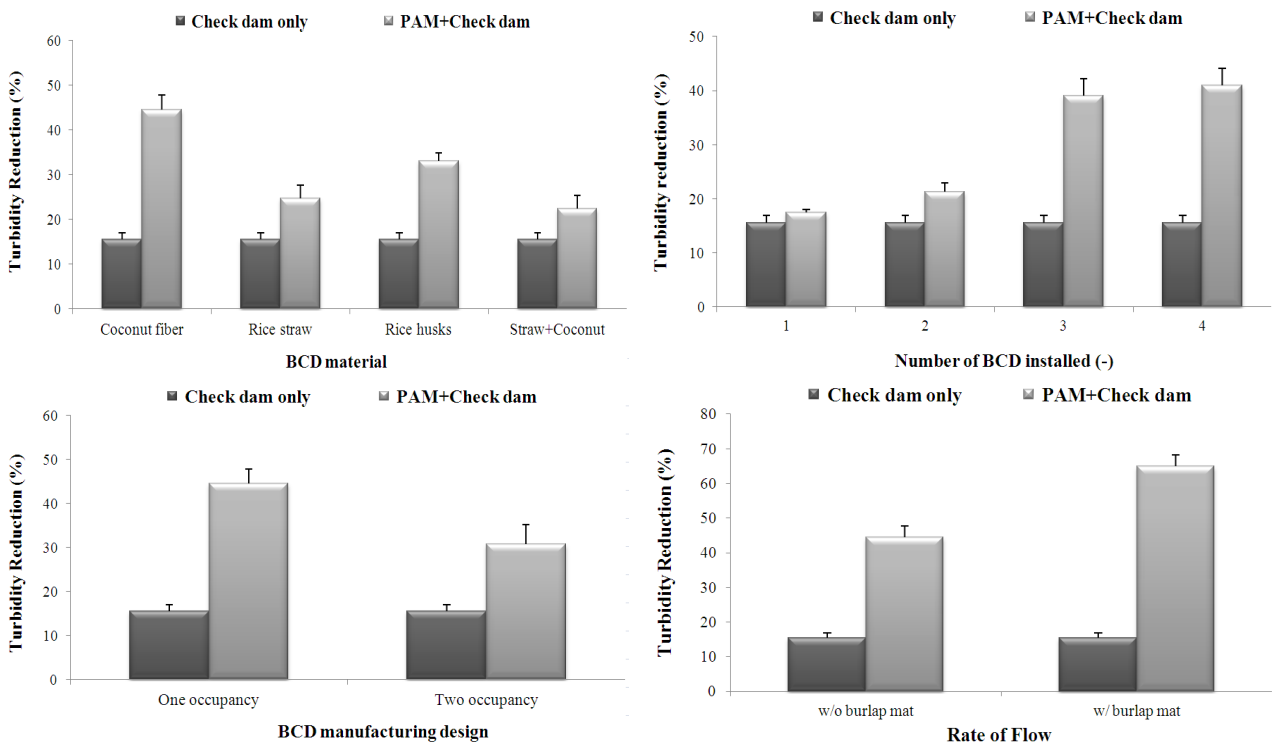 Check dam only PAM+Check dam
Turbidity Reduction (%)
60
50
40
30
20
10
0
Coconut fiber Rice straw Rice husks Straw+Coconut
BCD material
Check dam only PAM+Check dam
Turbidity reduction (%)
50
40
30
20
10
0
1 2 3 4
Number of BCD installed (-)
Check dam only PAM+Check dam
Turbidity Reduction (%)
60
50
40
30
20
10
0
One occupancy Two occupancy
BCD manufacturing design
Check dam only PAM+Check dam
Turbidity Reduction (%)
80
70
60
50
40
30
20
10
0
w/o burlap mat w/ burlap mat
Rate of Flow